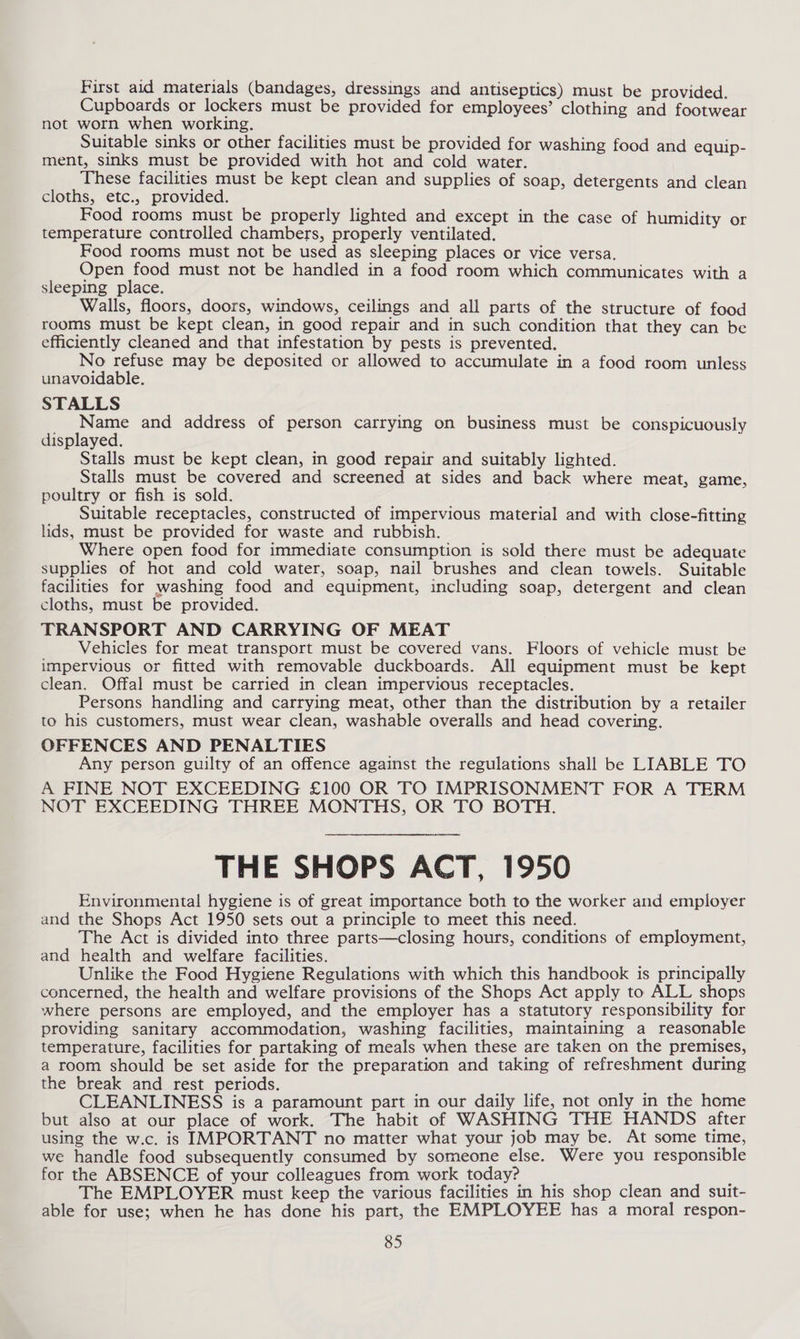 First aid materials (bandages, dressings and antiseptics) must be provided.
Cupboards or lockers must be provided for employees’ clothing and footwear
not worn when working.
Suitable sinks or other facilities must be provided for washing food and equip-
ment, sinks must be provided with hot and cold water.
These facilities must be kept clean and supplies of soap, detergents and clean
cloths, etc., provided.
Food rooms must be properly lighted and except in the case of humidity or
temperature controlled chambers, properly ventilated.
Food rooms must not be used as sleeping places or vice versa.
Open food must not be handled in a food room which communicates with a
sleeping place.
Walls, floors, doors, windows, ceilings and all parts of the structure of food
rooms must be kept clean, in good repair and in such condition that they can be
efficiently cleaned and that infestation by pests is prevented.
No refuse may be deposited or allowed to accumulate in a food room unless
unavoidable.
STALLS
Name and address of person carrying on business must be conspicuously
displayed.
Stalls must be kept clean, in good repair and suitably lighted.
Stalls must be covered and screened at sides and back where meat, game,
poultry or fish is sold.
Suitable receptacles, constructed of impervious material and with close-fitting
lids, must be provided for waste and rubbish.
Where open food for immediate consumption is sold there must be adequate
supplies of hot and cold water, soap, nail brushes and clean towels. Suitable
facilities for washing food and equipment, including soap, detergent and clean
cloths, must be provided.
TRANSPORT AND CARRYING OF MEAT
Vehicles for meat transport must be covered vans. Floors of vehicle must be
impervious or fitted with removable duckboards. All equipment must be kept
clean. Offal must be carried in clean impervious receptacles.
Persons handling and carrying meat, other than the distribution by a retailer
to his customers, must wear clean, washable overalls and head covering.
OFFENCES AND PENALTIES
Any person guilty of an offence against the regulations shall be LIABLE TO
A FINE NOT EXCEEDING £100 OR TO IMPRISONMENT FOR A TERM
NOT EXCEEDING THREE MONTHS, OR TO BOTH.
THE SHOPS ACT, 1950
Environmental hygiene is of great importance both to the worker and employer
and the Shops Act 1950 sets out a principle to meet this need.
The Act is divided into three parts—closing hours, conditions of employment,
and health and welfare facilities.
Unlike the Food Hygiene Regulations with which this handbook is principally
concerned, the health and welfare provisions of the Shops Act apply to ALL shops
where persons are employed, and the employer has a statutory responsibility for
providing sanitary accommodation, washing facilities, maintaining a reasonable
temperature, facilities for partaking of meals when these are taken on the premises,
a room should be set aside for the preparation and taking of refreshment during
the break and rest periods.
CLEANLINESS is a paramount part in our daily life, not only in the home
but also at our place of work. The habit of WASHING THE HANDS after
using the w.c. is IMPORTANT no matter what your job may be. At some time,
we handle food subsequently consumed by someone else. Were you responsible
for the ABSENCE of your colleagues from work today?
The EMPLOYER must keep the various facilities in his shop clean and suit-
able for use; when he has done his part, the EMPLOYEE has a moral respon-
85